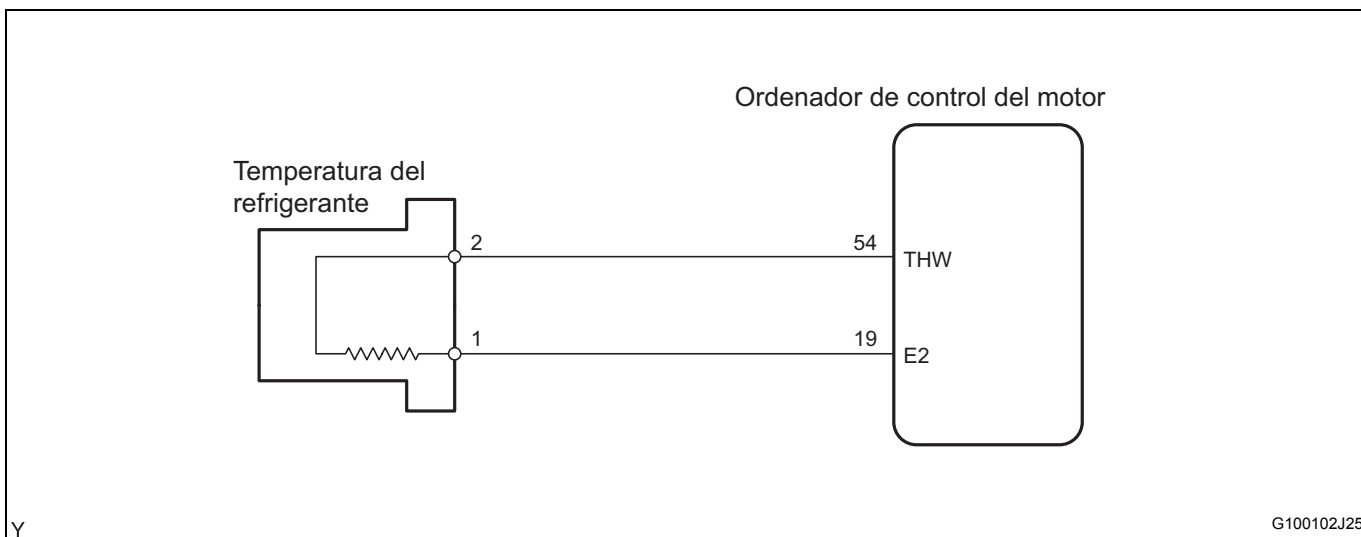 Ordenador de control del motor
Temperatura del
refrigerante
2
54
THW
1
19
E2
Y
G100102J25